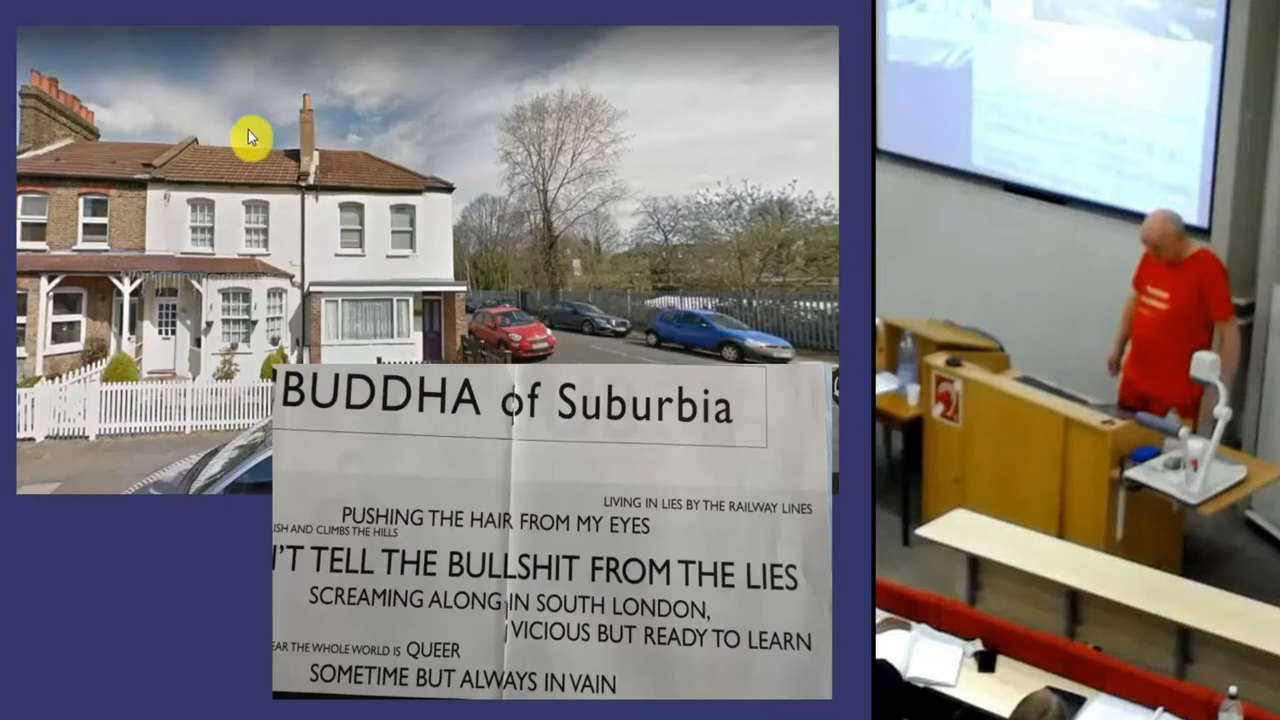 BUDDHA of Suburbia
LIVING IN LIES BY THE RAILWAY LINES
PUSHING THE HAIR FROM MY EYES
AND CLIMBS THE HILLS
TELL THE BULLSHIT FROM THE LIES
SCREAMING ALONG IN SOUTH LONDON,
VICIOUS BUT READY TO LEARN
THE WHOLE WORLD IS QUEER
SOMETIME BUT ALWAYS IN VAIN